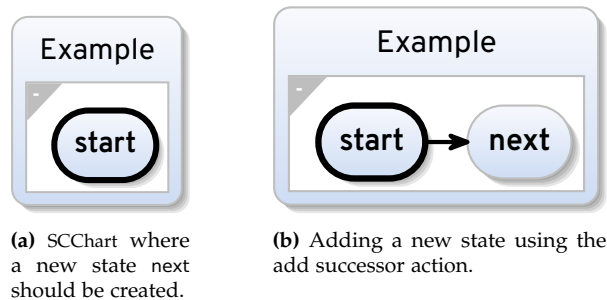 Example
-
start
(a) SCChart where
a new state next
should be created.
Example
-
start next
(b) Adding a new state using the
add successor action.